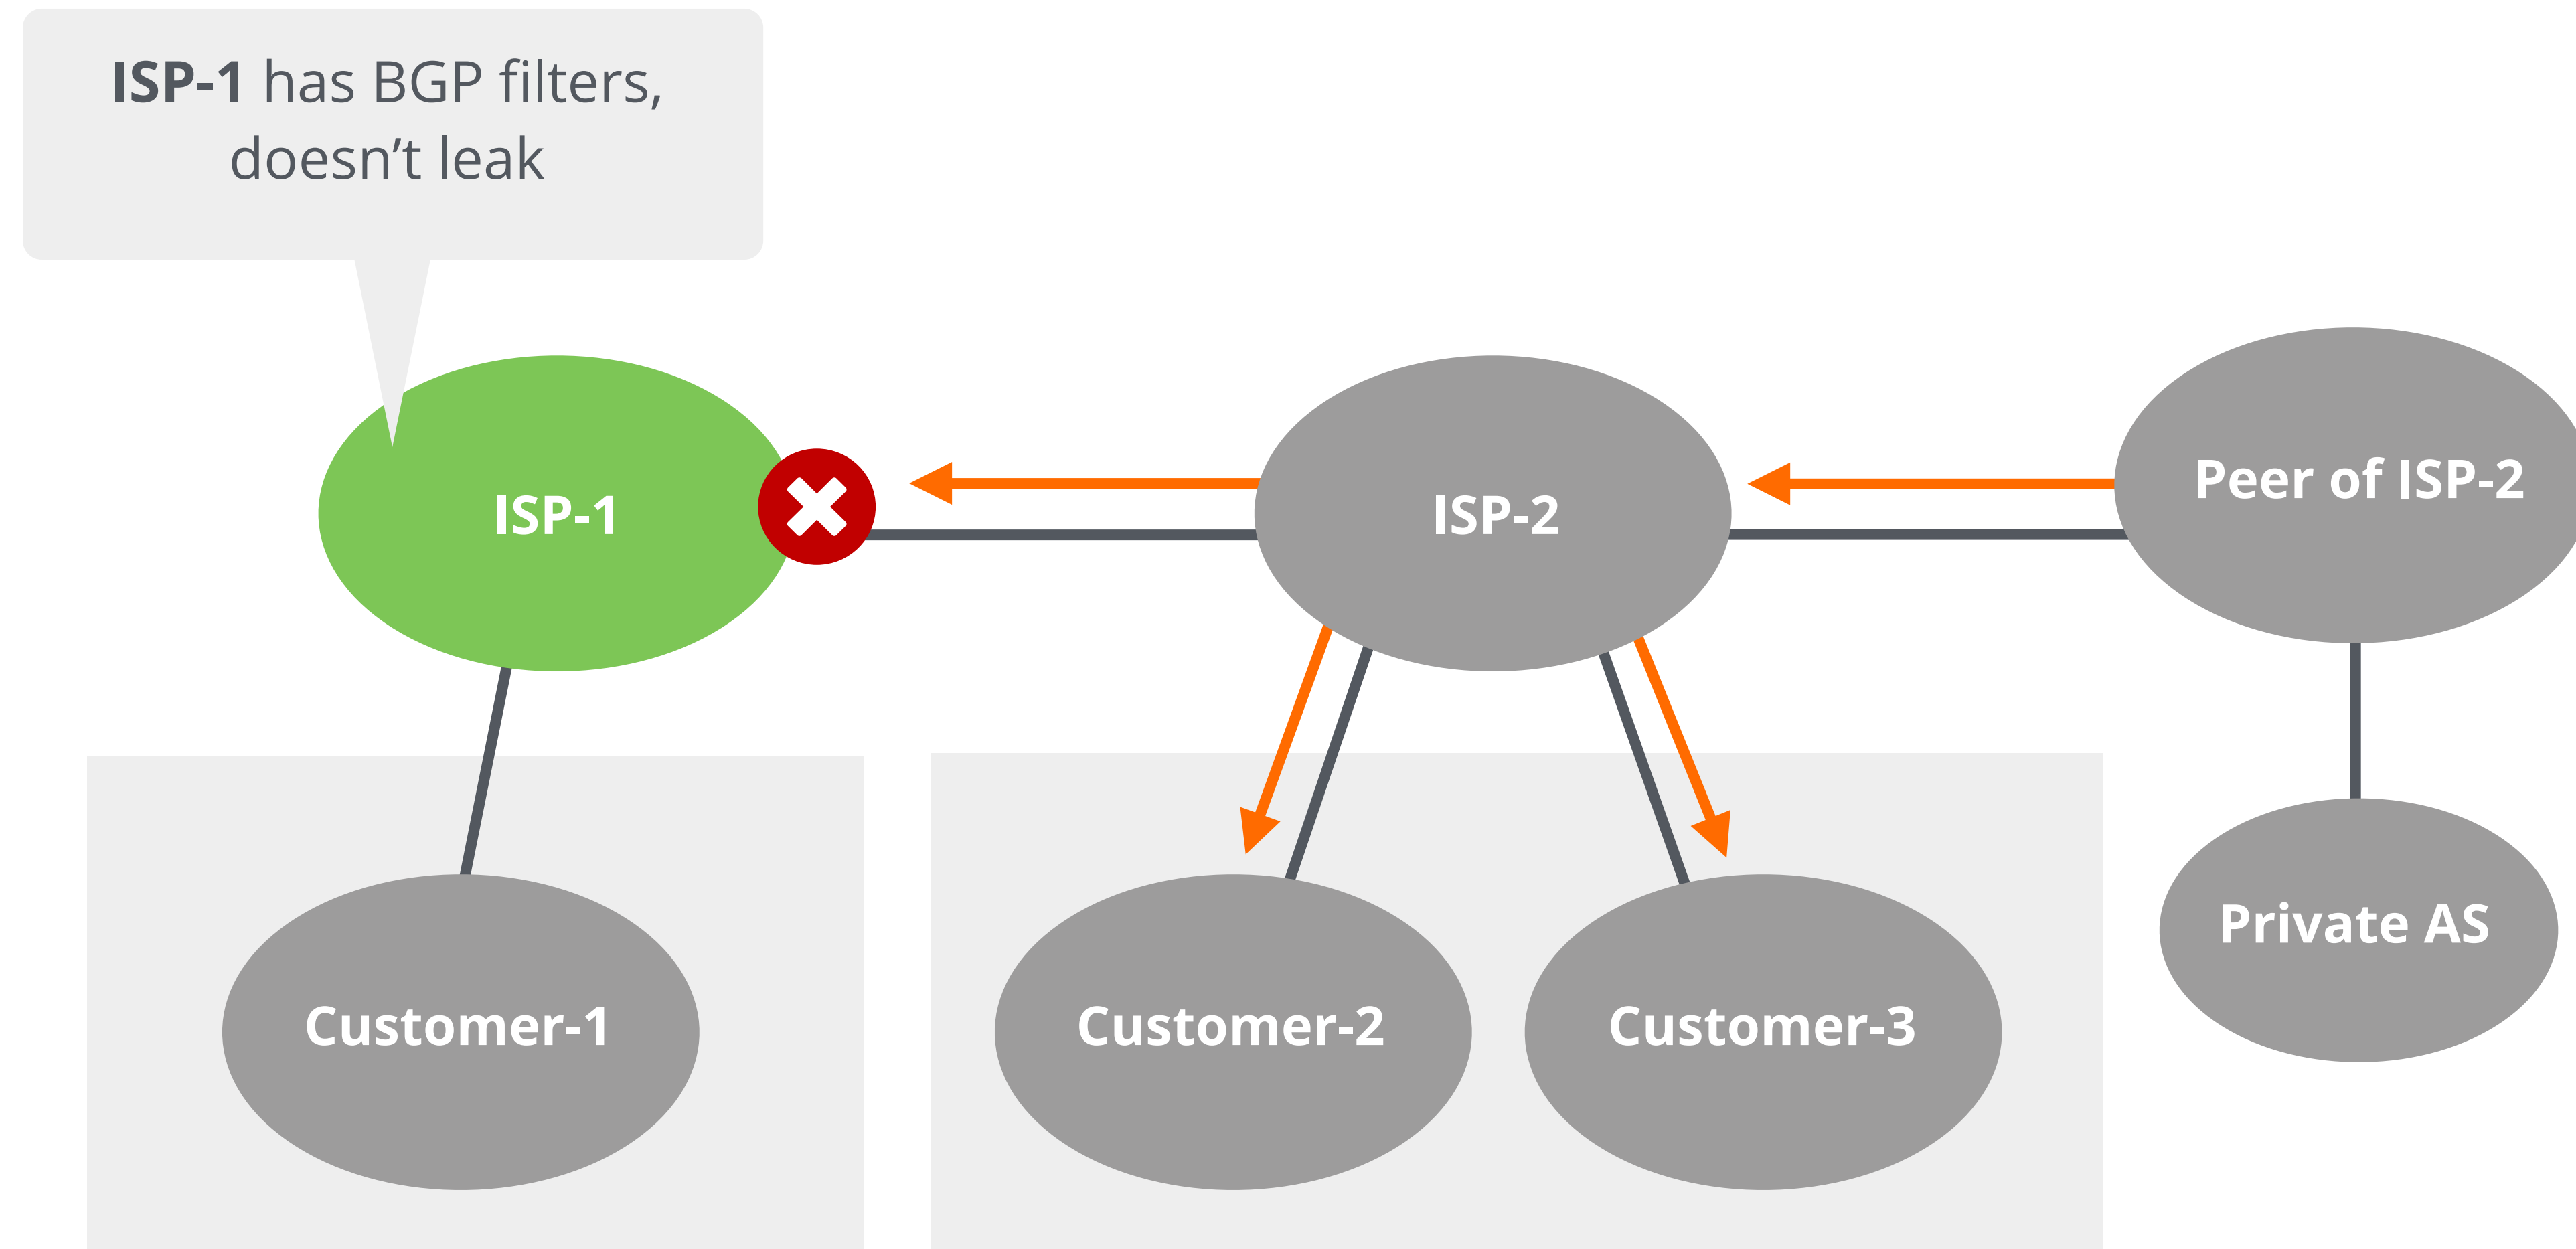 ISP-1 has BGP filters,
doesn’t leak
ISP-1
ISP-2
Peer of ISP-2
Customer-1
Customer-2
Customer-3
Private AS